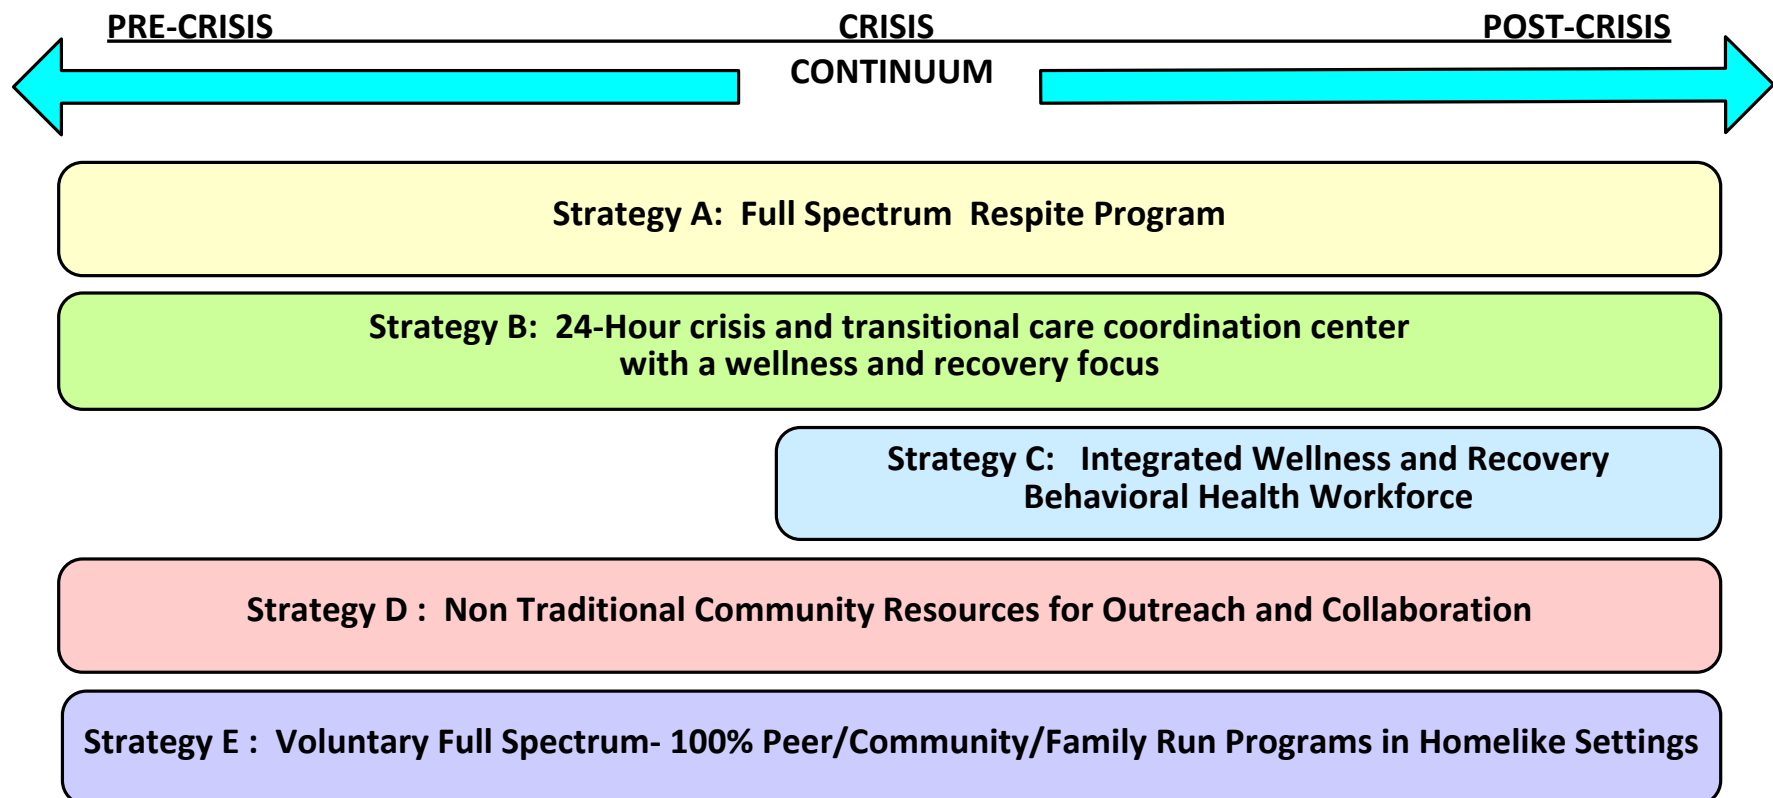 PRE-CRISIS CRISIS POST-CRISIS
CONTINUUM
Strategy A:  Full Spectrum  Respite Program
Strategy B:  24-Hour crisis and transitional care coordination center
with a wellness and recovery focus
Strategy C:   Integrated Wellness and Recovery
Behavioral Health Workforce
Strategy D :  Non Traditional Community Resources for Outreach and Collaboration
Strategy E :  Voluntary Full Spectrum- 100% Peer/Community/Family Run Programs in Homelike Settings